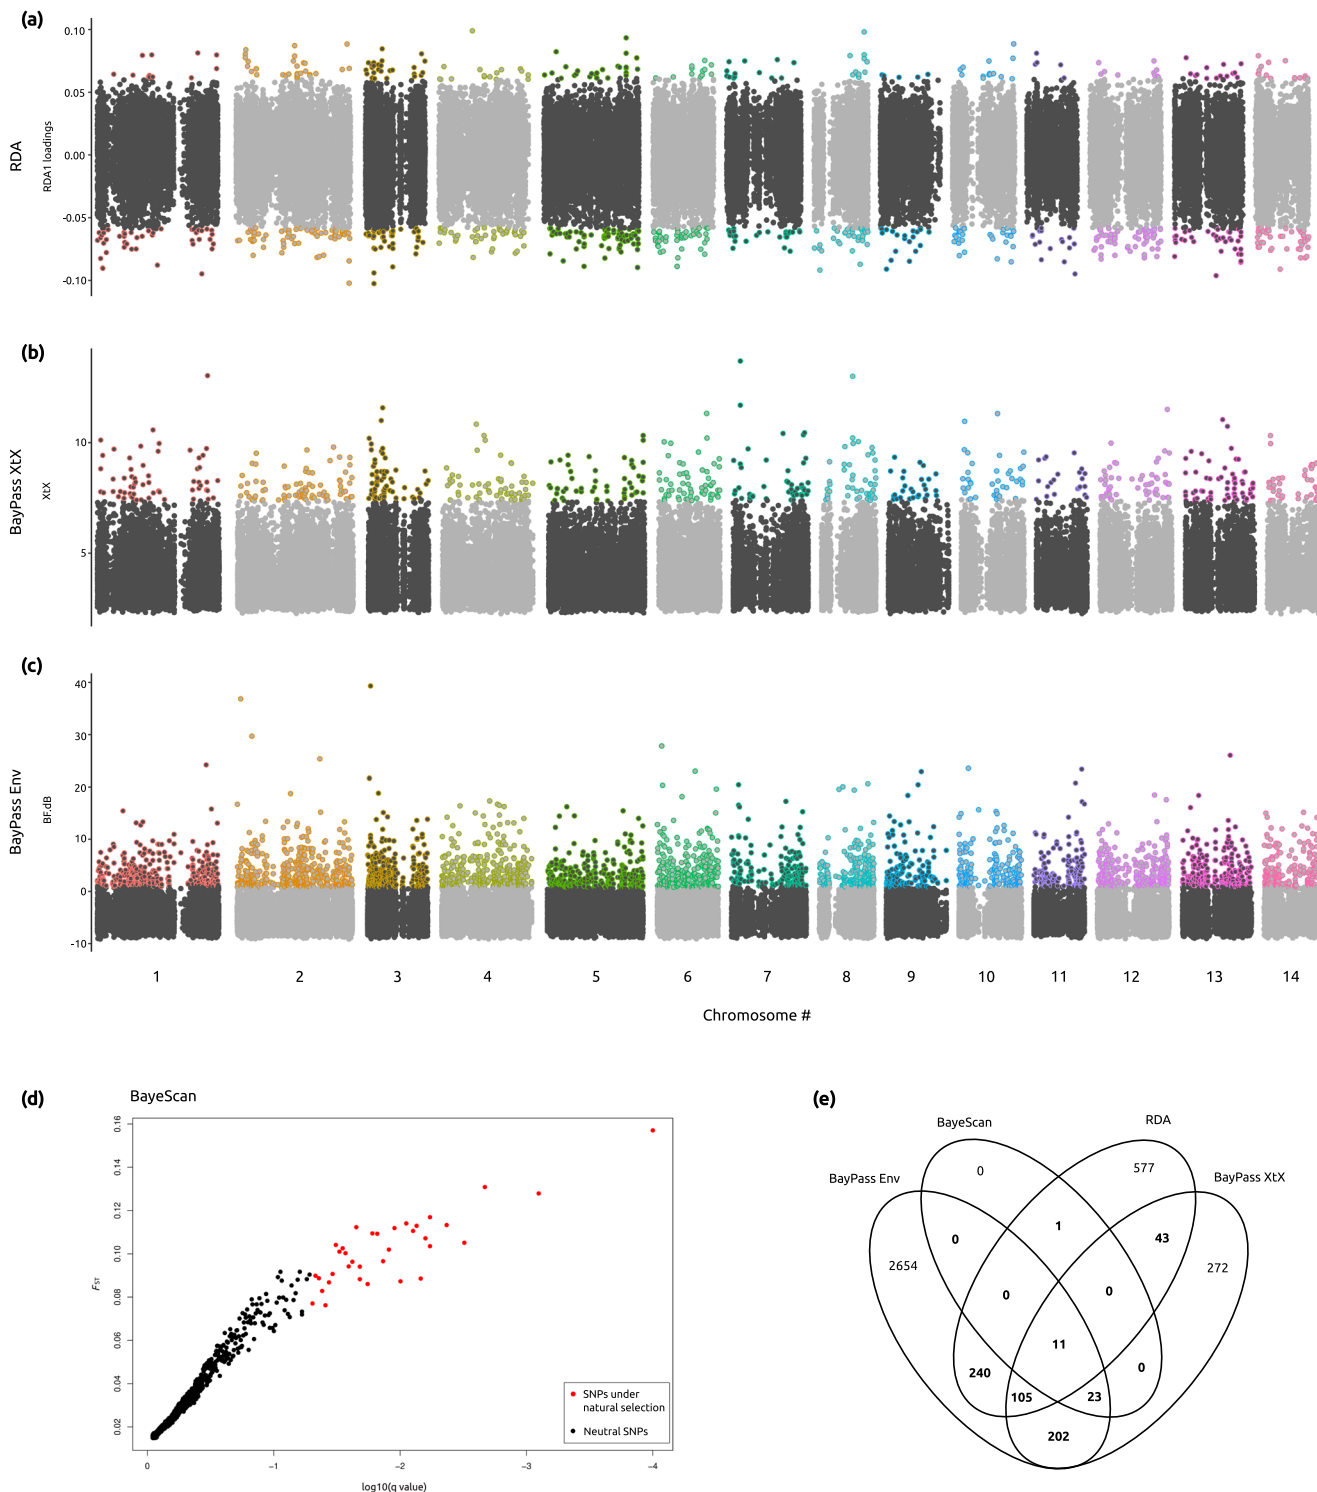 (a)
RDA
RDA1 loadings
0.10
0.05
0.00
-0.05
-0.10
(b)
BayPass XtX
XtX
10
5
(c)
BayPass Env
BF.dB
40
30
20
10
0
-10
1 2 3 4 5 6 7 8 9 10 11 12 13 14
Chromosome #
(d)
BayeScan
FST
0.16
0.14
0.12
0.10
0.08
0.06
0.04
0.02
SNPs under
natural selection
Neutral SNPs
0 −1 −2 −3 −4
log10(q value)
(e)
BayeScan
RDA
BayPass Env
BayPass XtX
0
577
1
0
43
2654
272
0
0
11
240
0
105
23
202